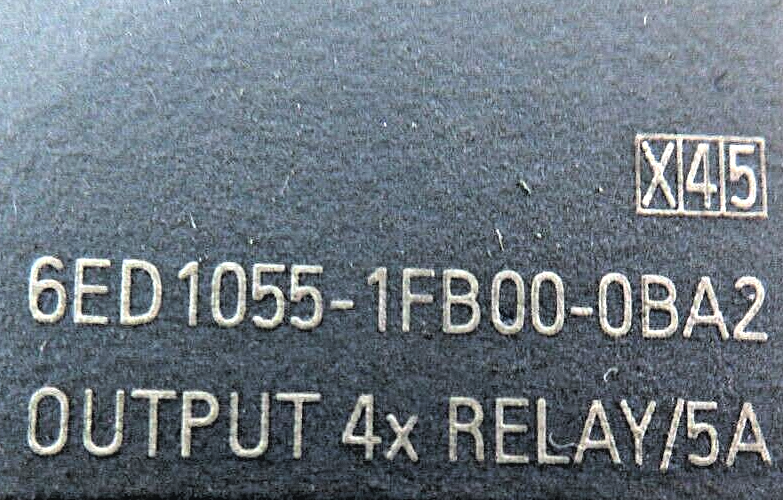 X45
6ED1055-1FB00-0BA2
OUTPUT 4x RELAY/5A